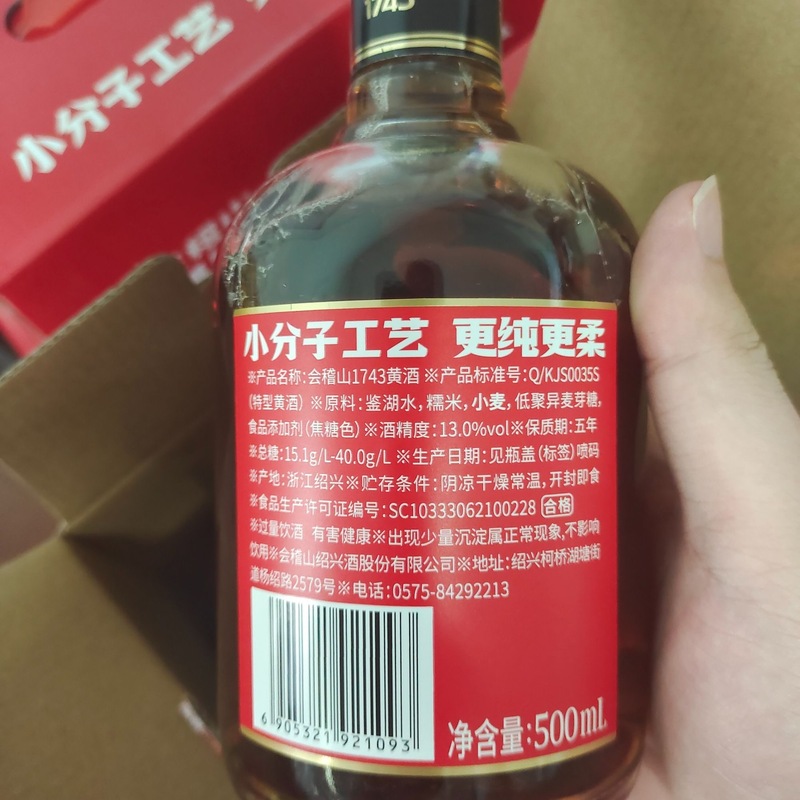 1743
小分子工艺
小分子工艺 更纯更柔
※产品名称:会稽山1743黄酒 ※产品标准号:Q/KJS0035S
(特型黄酒) ※原料:鉴湖水,糯米,小麦,低聚异麦芽糖,
食品添加剂(焦糖色)※酒精度:13.0%vol※保质期:五年
※总糖:15.1g/L-40.0g/L ※生产日期:见瓶盖(标签)喷码
※产地:浙江绍兴※贮存条件:阴凉干燥常温,开封即食
※食品生产许可证编号:SC10333062100228 合格
※过量饮酒 有害健康※出现少量沉淀属正常现象,不影响
饮用※会稽山绍兴酒股份有限公司※地址:绍兴柯桥湖塘街
道杨绍路2579号※电话:0575-84292213
6 905321 921093
净含量:500mL